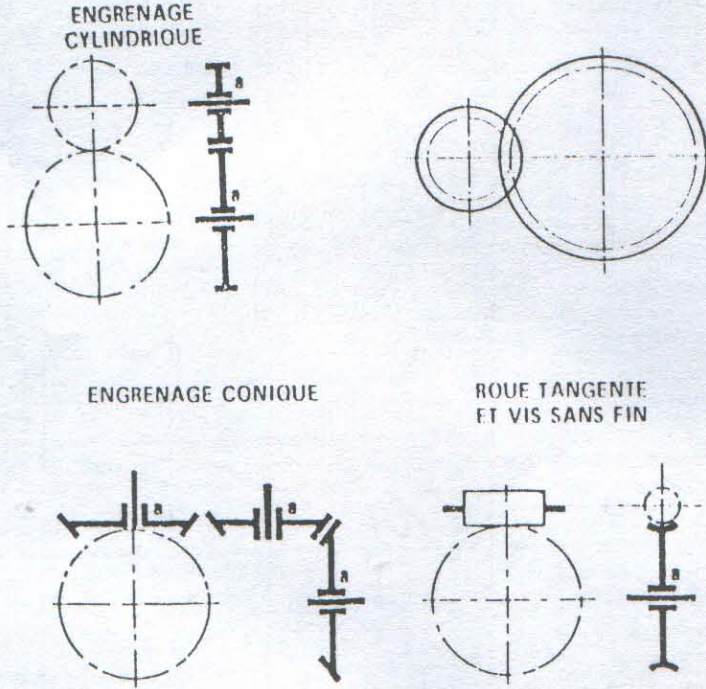 ENGRENAGE
CYLINDRIQUE
a
a
ENGRENAGE CONIQUE
ROUE TANGENTE
ET VIS SANS FIN
a
a
a
a